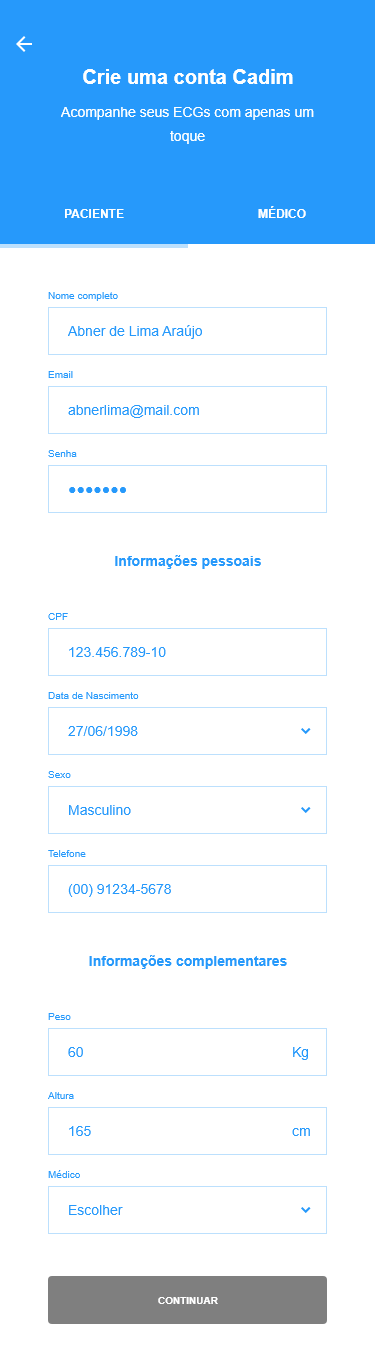 Crie uma conta Cadim
Acompanhe seus ECGs com apenas um
toque
PACIENTE
MÉDICO
Nome completo
Abner de Lima Araújo
Email
abnerlima@mail.com
Senha
•••••••
Informações pessoais
CPF
123.456.789-10
Data de Nascimento
27/06/1998
Sexo
Masculino
Telefone
(00) 91234-5678
Informações complementares
Peso
60 Kg
Altura
165 cm
Médico
Escolher
CONTINUAR